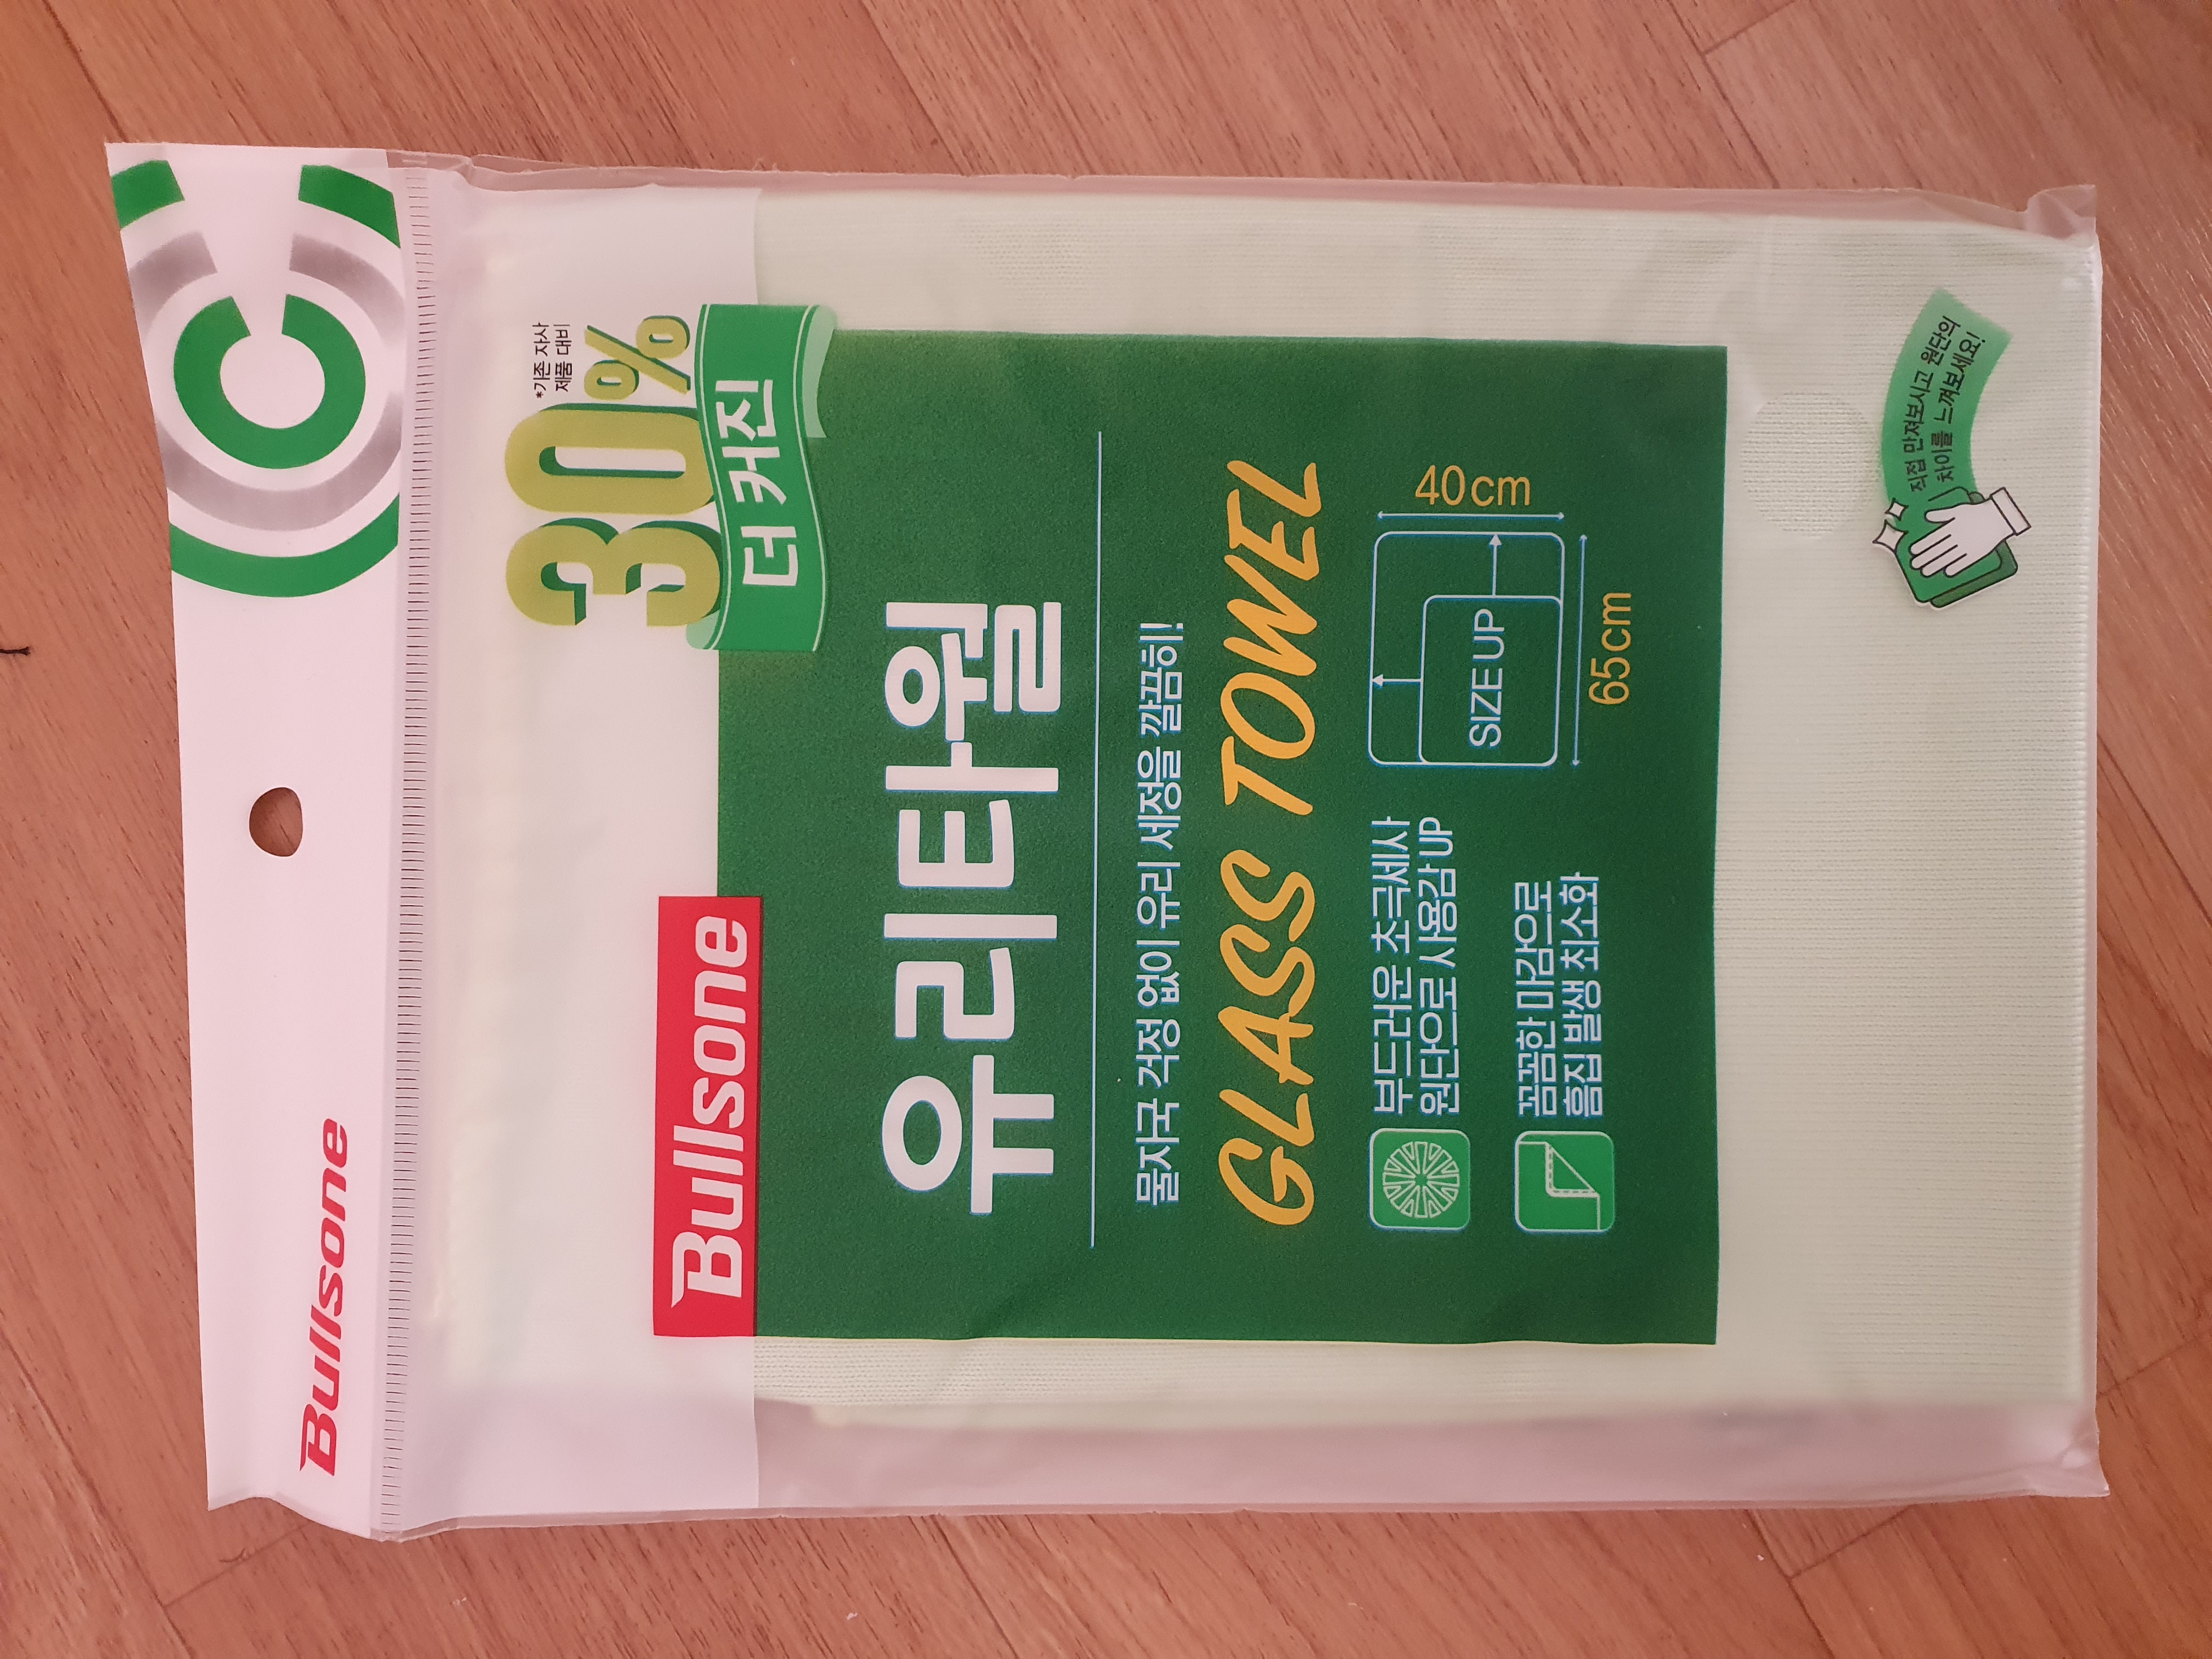 Bullsone
*기존 자사
제품 대비
30%
더 커진
Bullsone
유리타월
물자국 걱정 없이 유리 세정을 깔끔히!
GLASS TOWEL
부드러운 초극세사
원단으로 사용감 UP
꼼꼼한 마감으로
흠집 발생 최소화
SIZE UP
40cm
65cm
직접 만져보시고 원단의
차이를 느껴보세요!